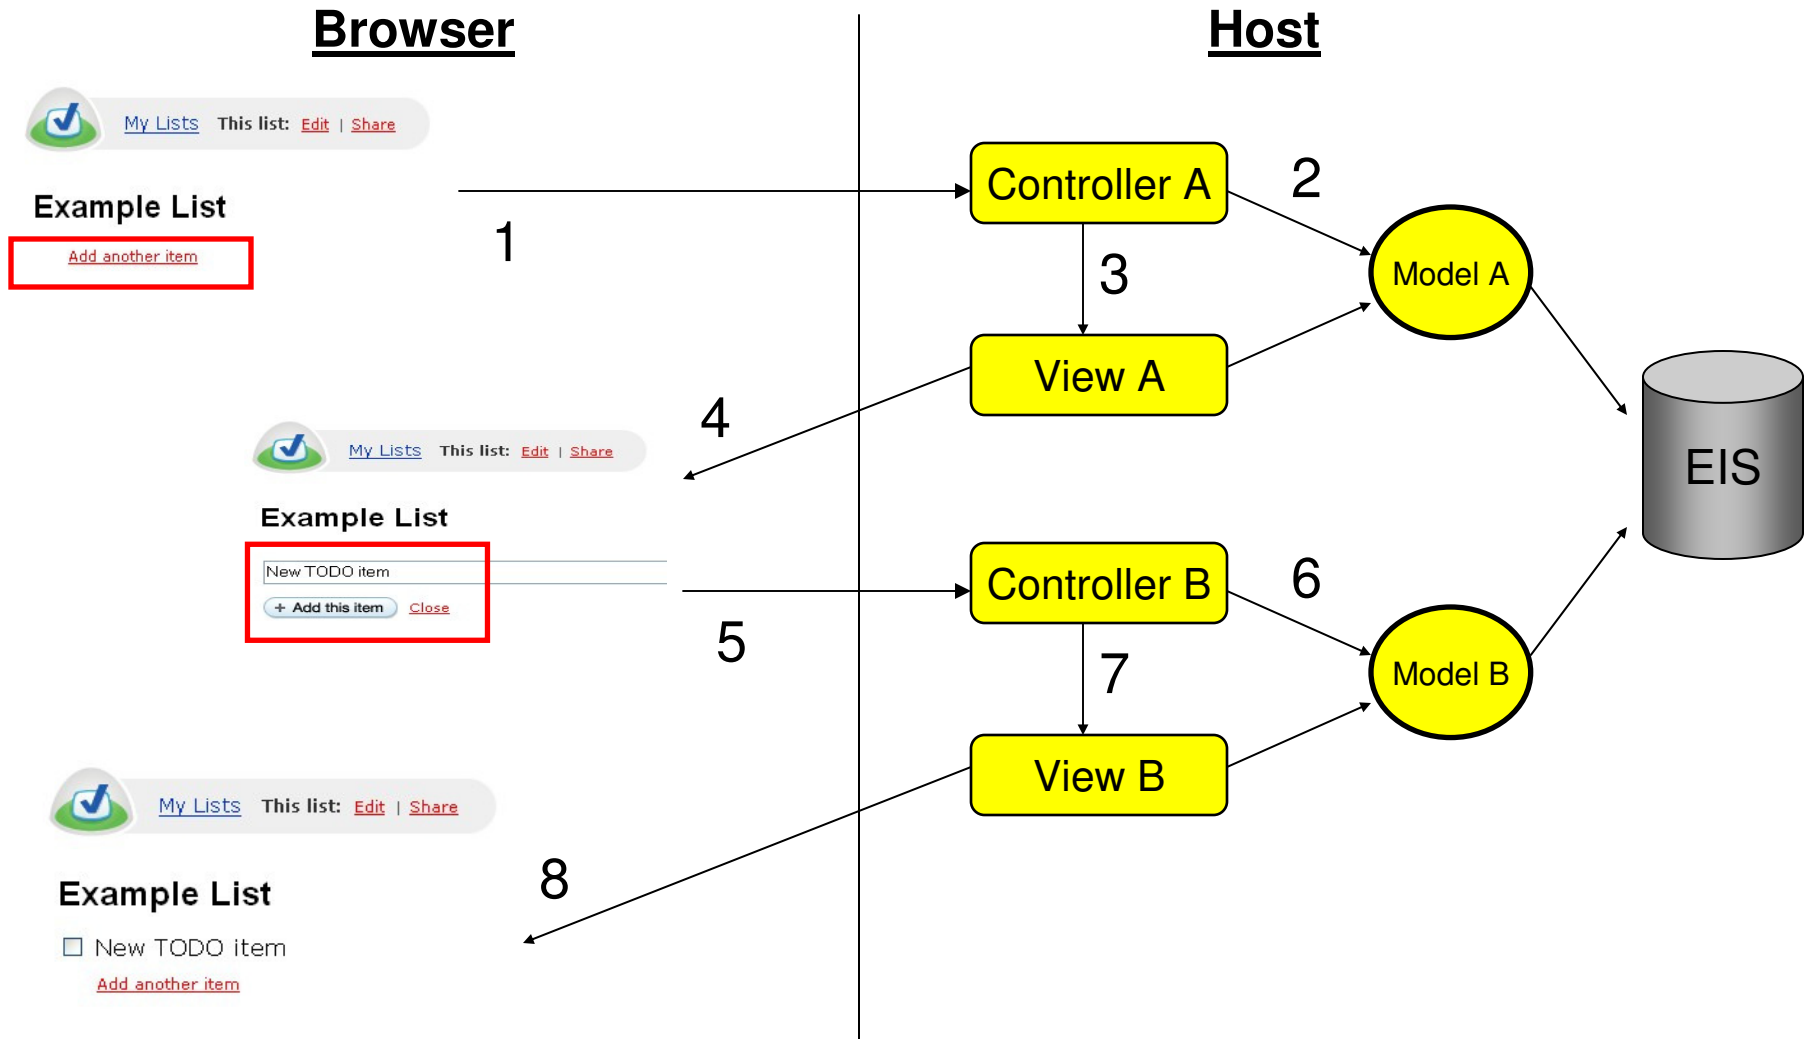 Browser
Host
My Lists This list: Edit | Share
Example List
Add another item
1
Controller A
2
Model A
3
View A
4
My Lists This list: Edit | Share
Example List
New TODO item
+ Add this item Close
5
EIS
Controller B
6
Model B
7
View B
My Lists This list: Edit | Share
Example List
New TODO item
Add another item
8